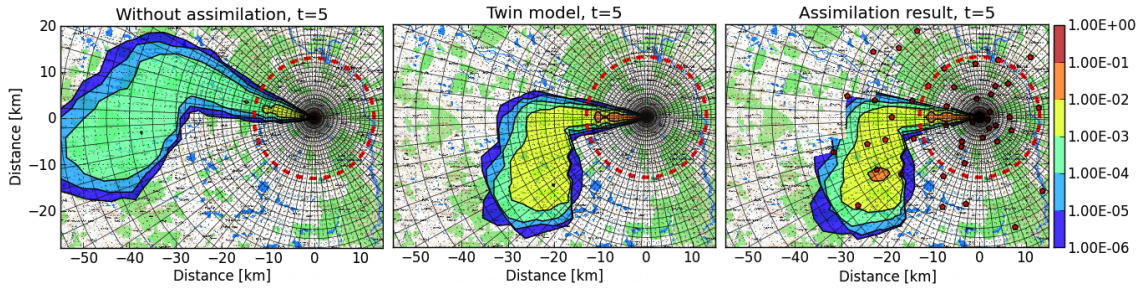 Without assimilation, t=5
Twin model, t=5
Assimilation result, t=5
20
10
0
−10
−20
Distance [km]
−50 −40 −30 −20 −10 0 10
−50 −40 −30 −20 −10 0 10
−50 −40 −30 −20 −10 0 10
Distance [km]
Distance [km]
Distance [km]
1.00E+00
1.00E-01
1.00E-02
1.00E-03
1.00E-04
1.00E-05
1.00E-06